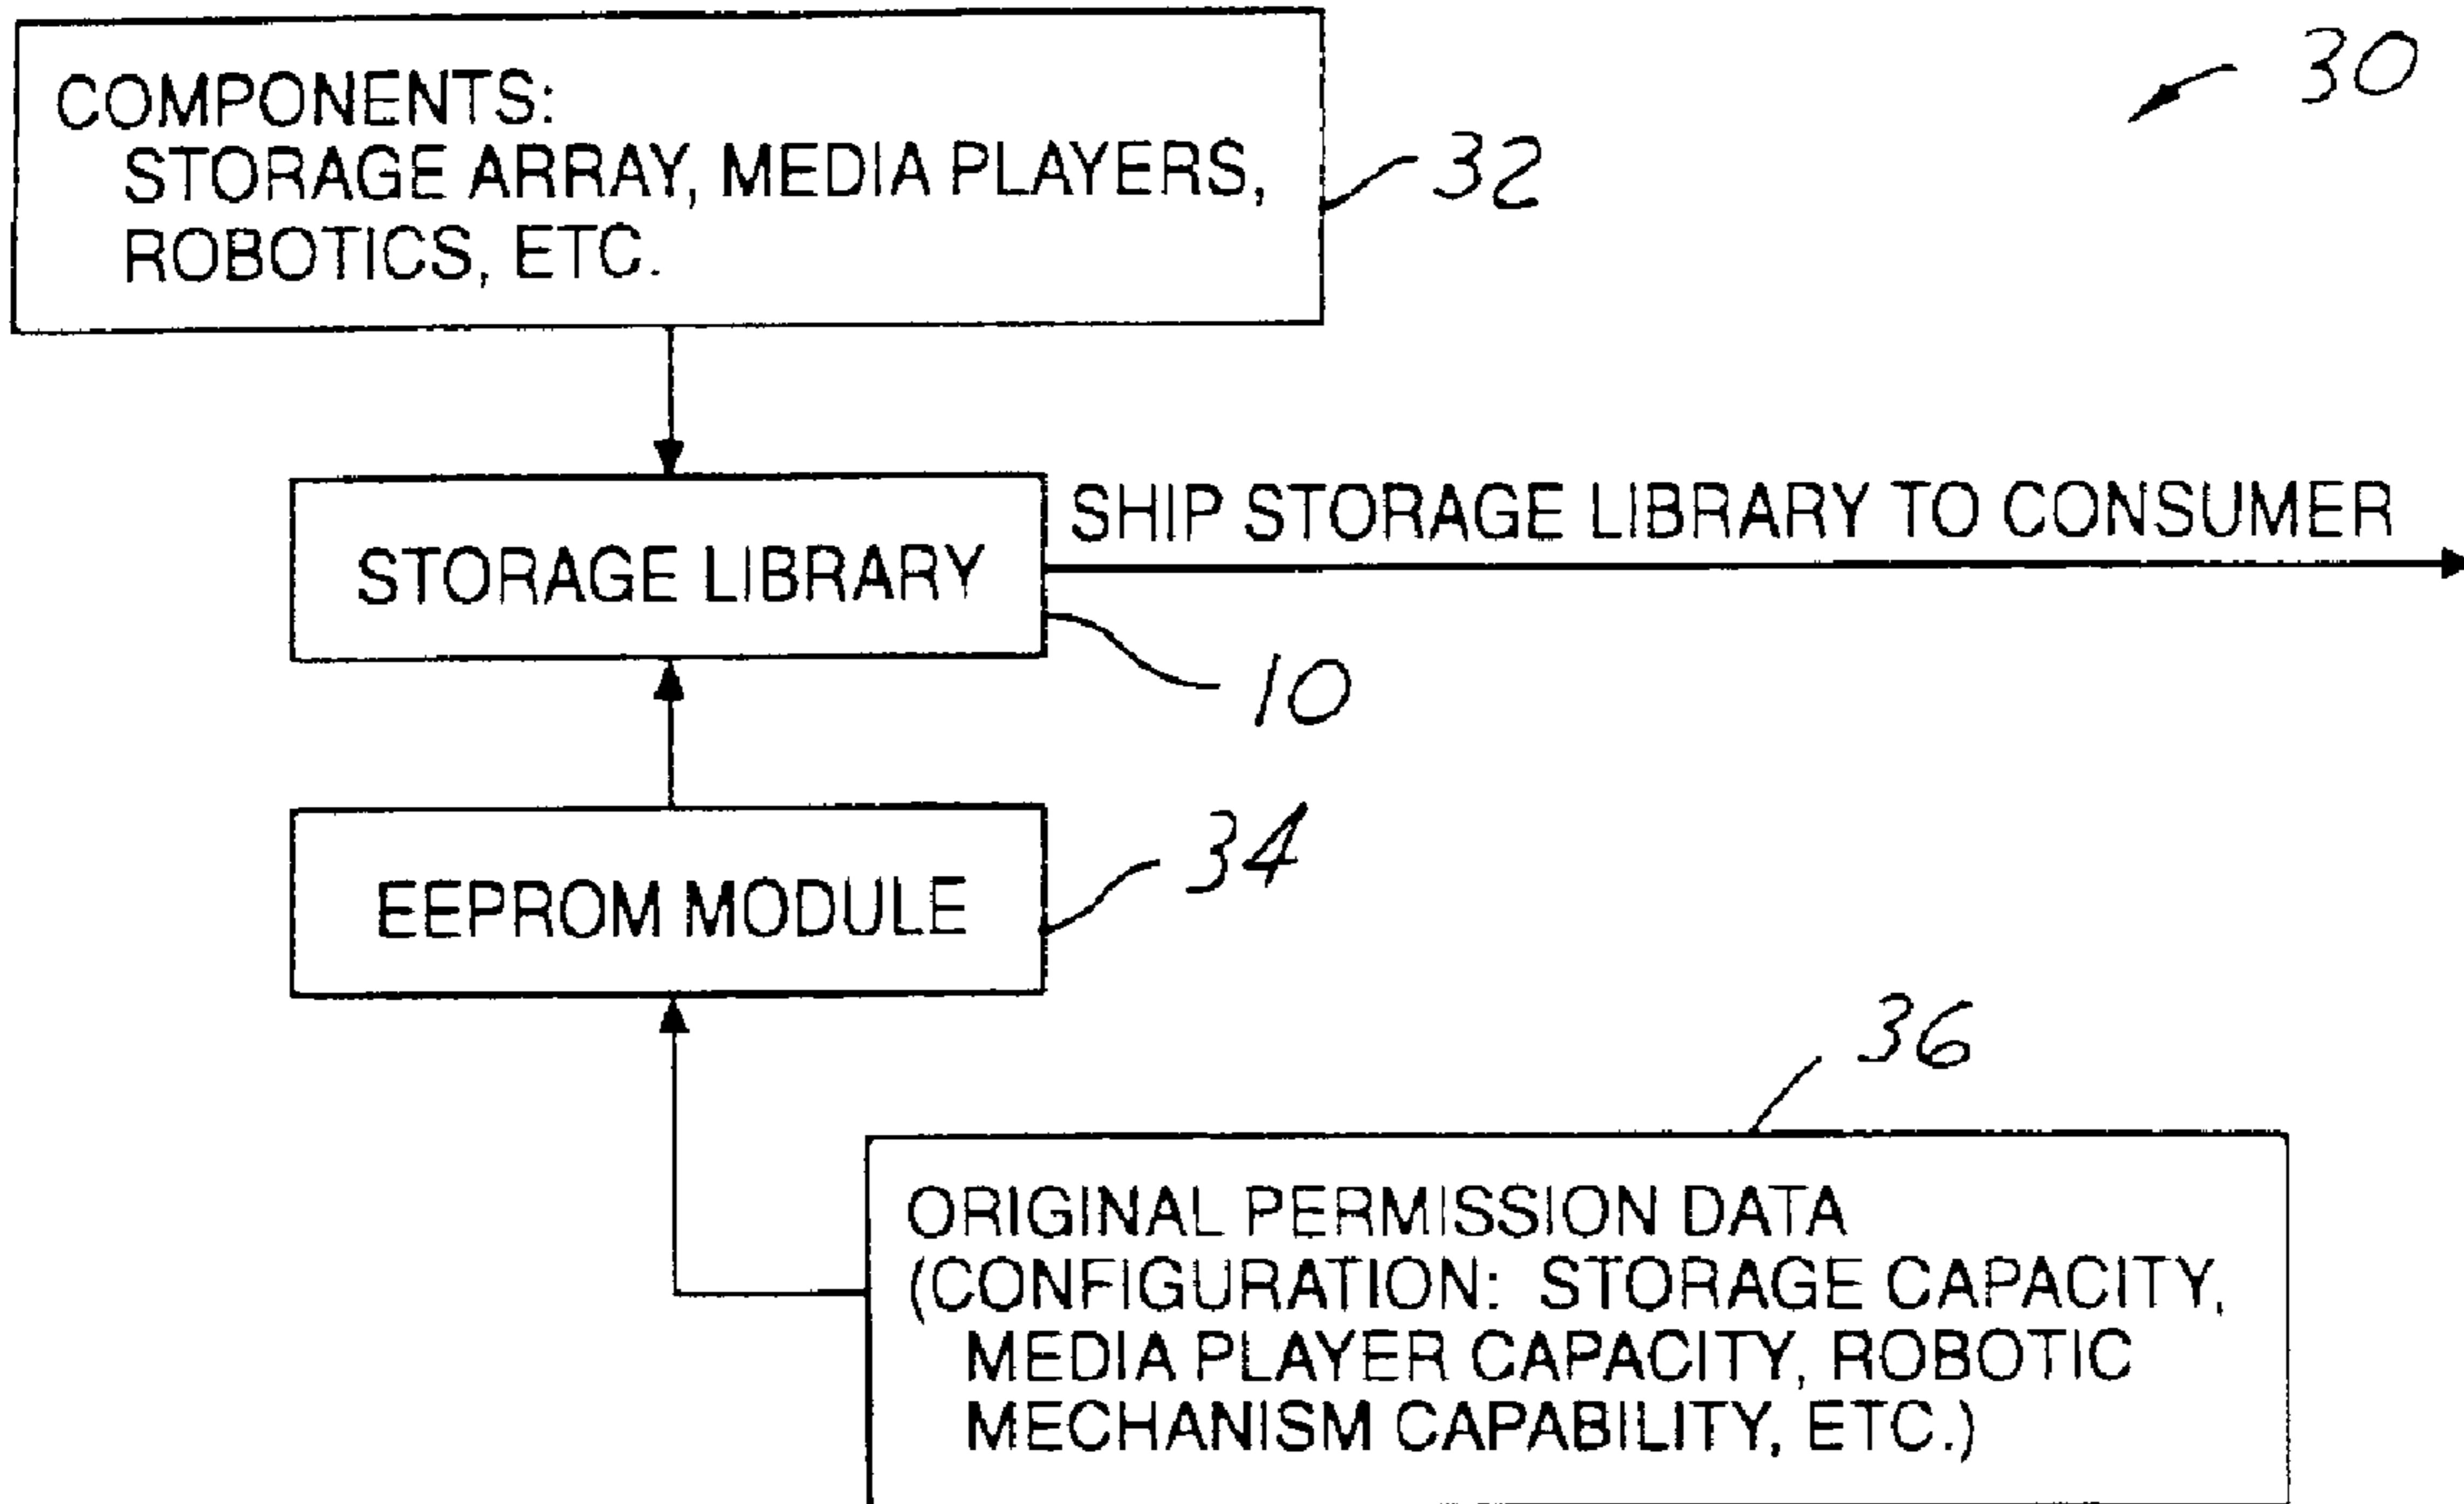 30
COMPONENTS:
STORAGE ARRAY, MEDIA PLAYERS,
ROBOTICS, ETC.
32
SHIP STORAGE LIBRARY TO CONSUMER
STORAGE LIBRARY
10
EEPROM MODULE
34
36
ORIGINAL PERMISSION DATA
(CONFIGURATION: STORAGE CAPACITY,
MEDIA PLAYER CAPACITY, ROBOTIC
MECHANISM CAPABILITY, ETC.)